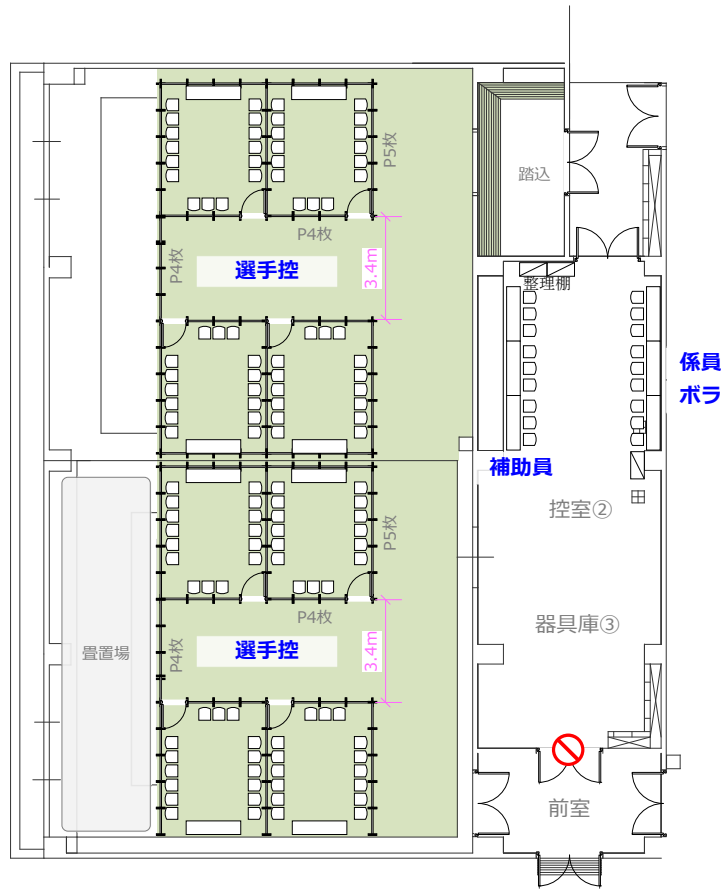 P5枚
踏込
P4枚
P4枚
選手控
3.4m
整理棚
係員
ボラ
補助員
控室②
P5枚
器具庫③
P4枚
P4枚
選手控
3.4m
畳置場
前室